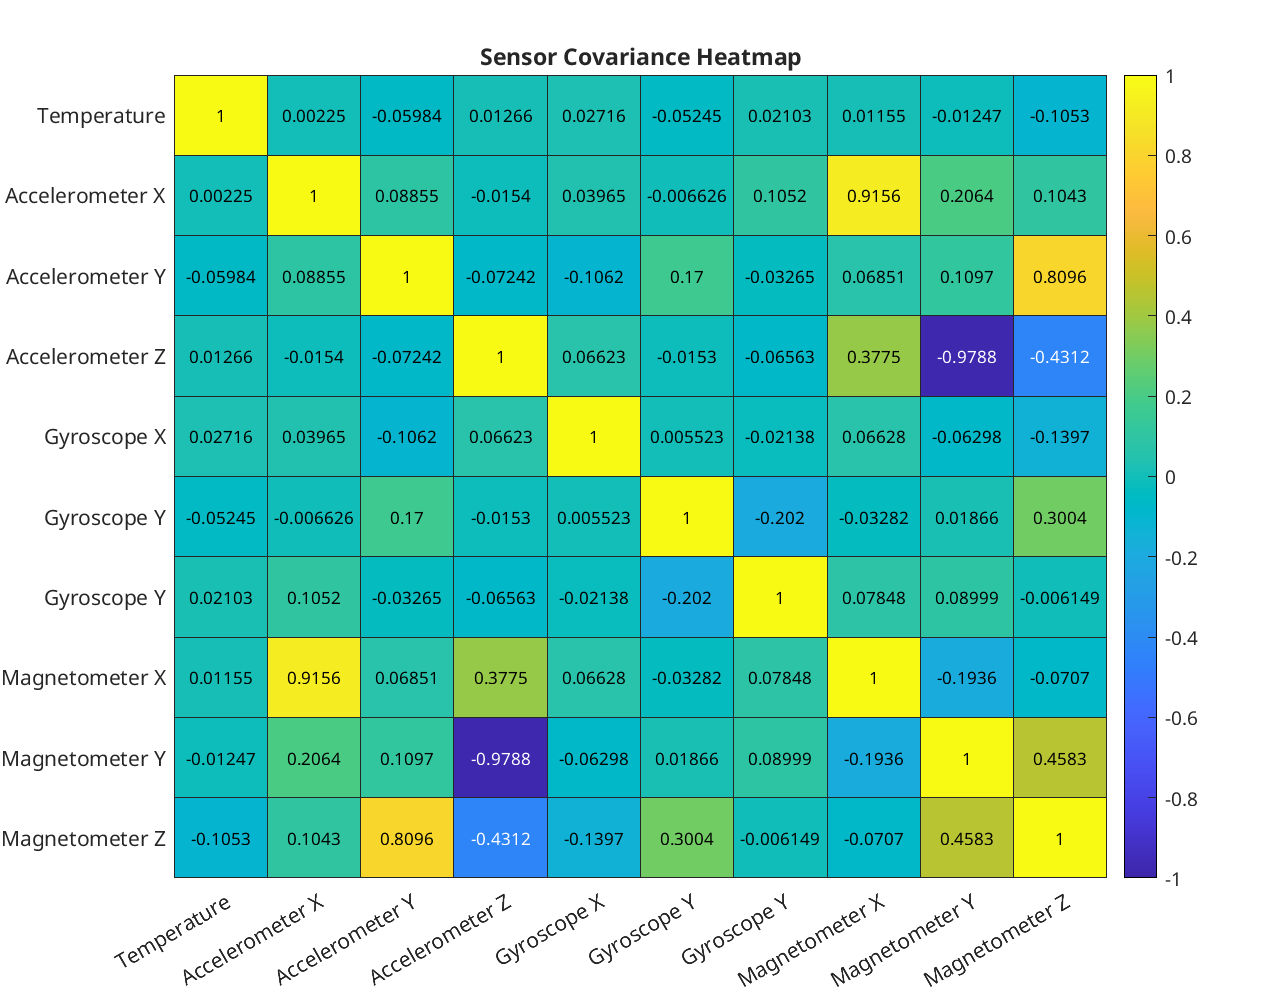 Sensor Covariance Heatmap
Temperature 1 0.00225 -0.05984 0.01266 0.02716 -0.05245 0.02103 0.01155 -0.01247 -0.1053
Accelerometer X 0.00225 1 0.08855 -0.0154 0.03965 -0.006626 0.1052 0.9156 0.2064 0.1043
Accelerometer Y -0.05984 0.08855 1 -0.07242 -0.1062 0.17 -0.03265 0.06851 0.1097 0.8096
Accelerometer Z 0.01266 -0.0154 -0.07242 1 0.06623 -0.0153 -0.06563 0.3775 -0.9788 -0.4312
Gyroscope X 0.02716 0.03965 -0.1062 0.06623 1 0.005523 -0.02138 0.06628 -0.06298 -0.1397
Gyroscope Y -0.05245 -0.006626 0.17 -0.0153 0.005523 1 -0.202 -0.03282 0.01866 0.3004
Gyroscope Y 0.02103 0.1052 -0.03265 -0.06563 -0.02138 -0.202 1 0.07848 0.08999 -0.006149
Magnetometer X 0.01155 0.9156 0.06851 0.3775 0.06628 -0.03282 0.07848 1 -0.1936 -0.0707
Magnetometer Y -0.01247 0.2064 0.1097 -0.9788 -0.06298 0.01866 0.08999 -0.1936 1 0.4583
Magnetometer Z -0.1053 0.1043 0.8096 -0.4312 -0.1397 0.3004 -0.006149 -0.0707 0.4583 1
Temperature
Accelerometer X
Accelerometer Y
Accelerometer Z
Gyroscope X
Gyroscope Y
Gyroscope Y
Magnetometer X
Magnetometer Y
Magnetometer Z
1
0.8
0.6
0.4
0.2
0
-0.2
-0.4
-0.6
-0.8
-1